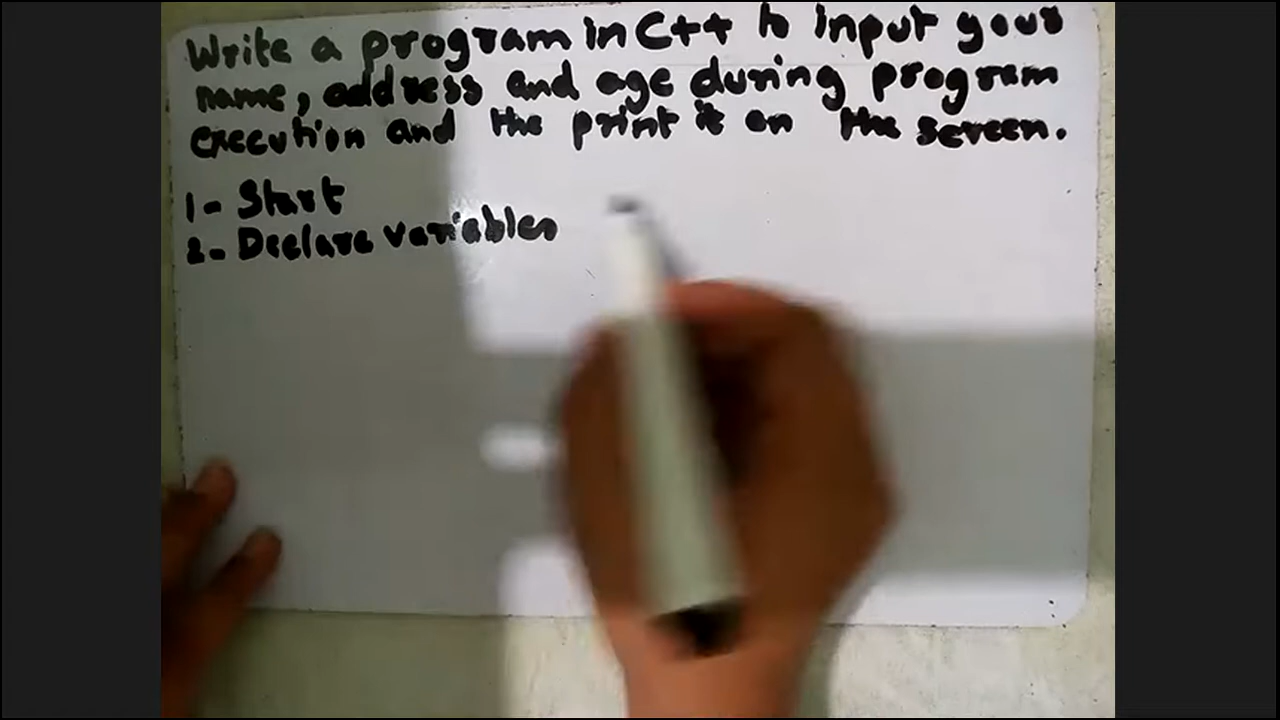 Write a program in C++ to input your
name, address and age during program
execution and the print it on the screen.
1- Start
2- Declare variables